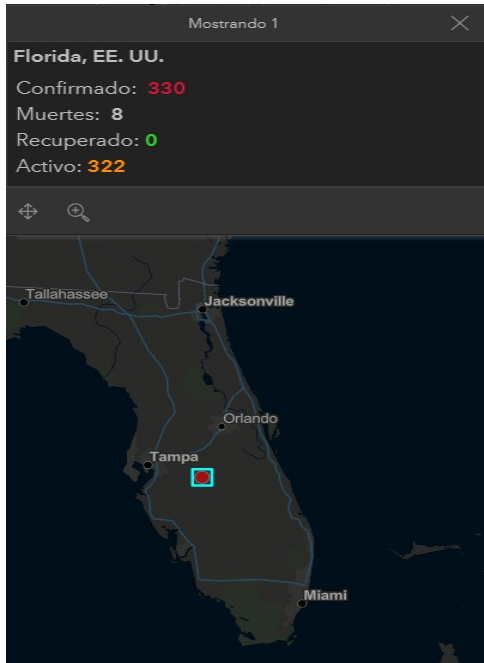 Mostrando 1
Florida, EE. UU.
Confirmado: 330
Muertes: 8
Recuperado: 0
Activo: 322
Tallahassee
Jacksonville
Orlando
Tampa
Miami